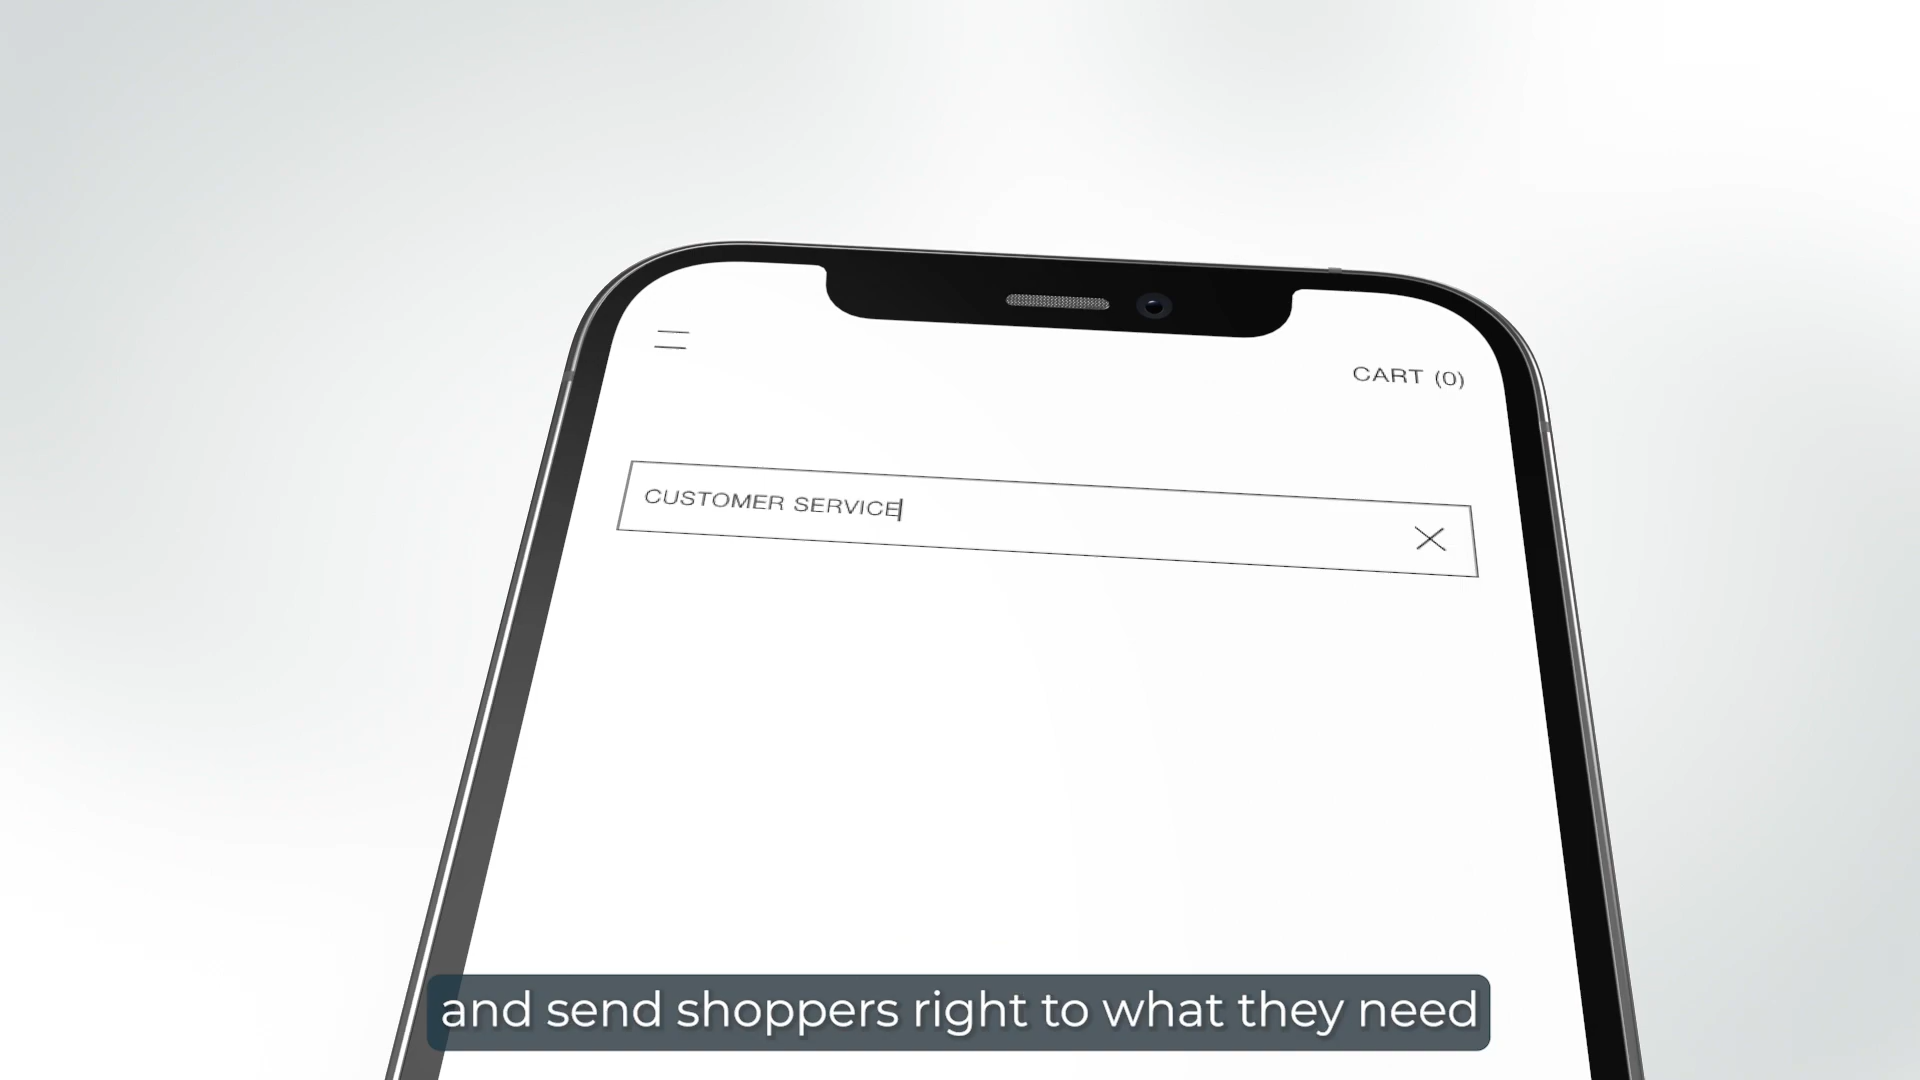 CART (0)
CUSTOMER SERVICE
and send shoppers right to what they need